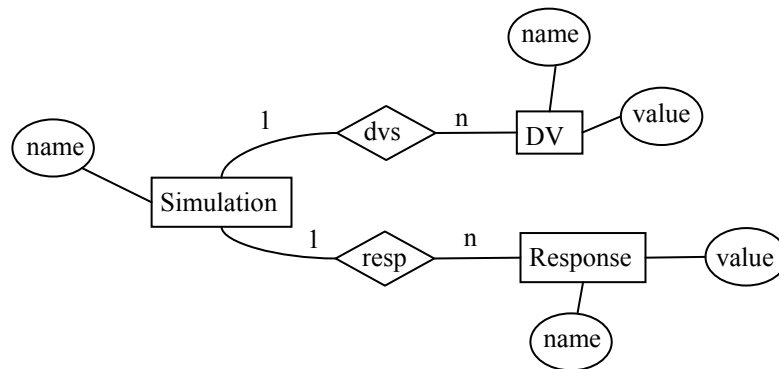 name
1
dvs
n
DV
value
name
Simulation
1
resp
n
Response
value
name